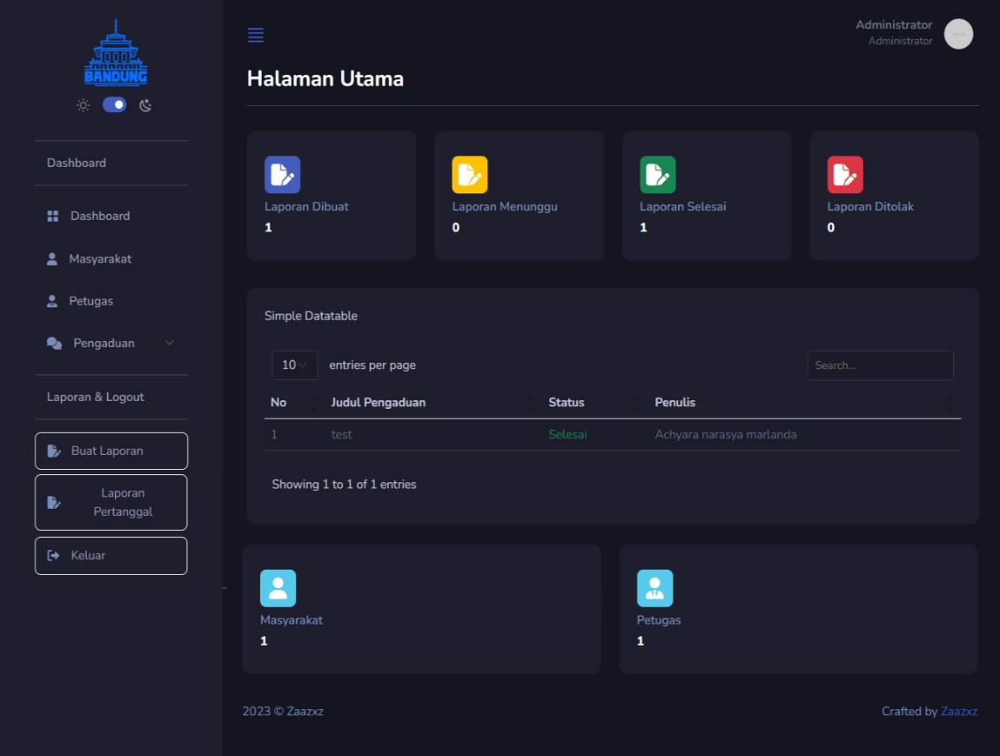 BANDUNG
Administrator
Administrator
Halaman Utama
Dashboard
Dashboard
Masyarakat
Petugas
Pengaduan
Laporan & Logout
Buat Laporan
Laporan
Pertanggal
Keluar
Laporan Dibuat
1
Laporan Menunggu
0
Laporan Selesai
1
Laporan Ditolak
0
Simple Datatable
10 entries per page
Search...
No Judul Pengaduan Status Penulis
1 test Selesai Achyara narasya marlanda
Showing 1 to 1 of 1 entries
Masyarakat
1
Petugas
1
2023 © Zaazxz
Crafted by Zaazxz